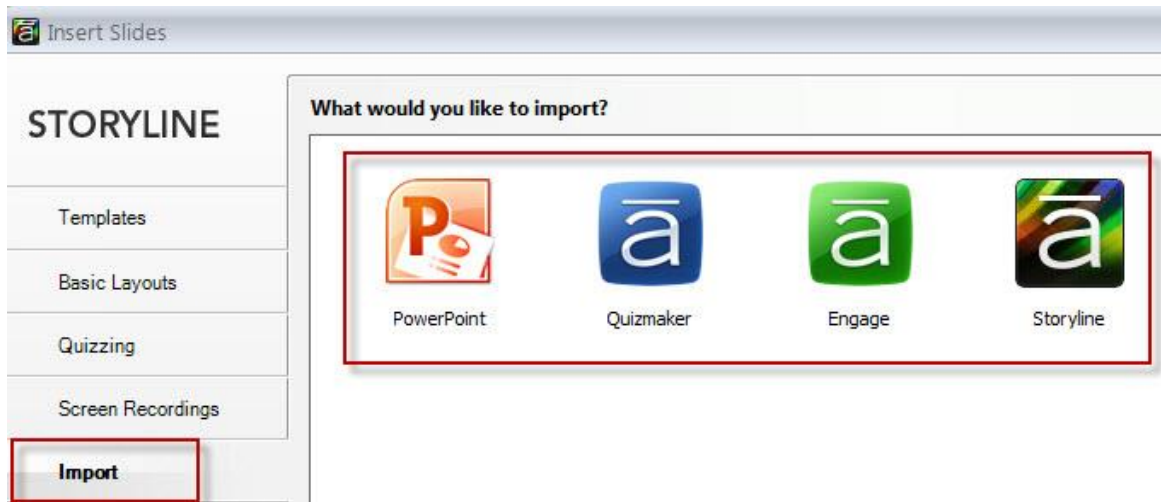 Insert Slides
STORYLINE
What would you like to import?
Templates
Basic Layouts
Quizzing
Screen Recordings
Import
PowerPoint
Quizmaker
Engage
Storyline